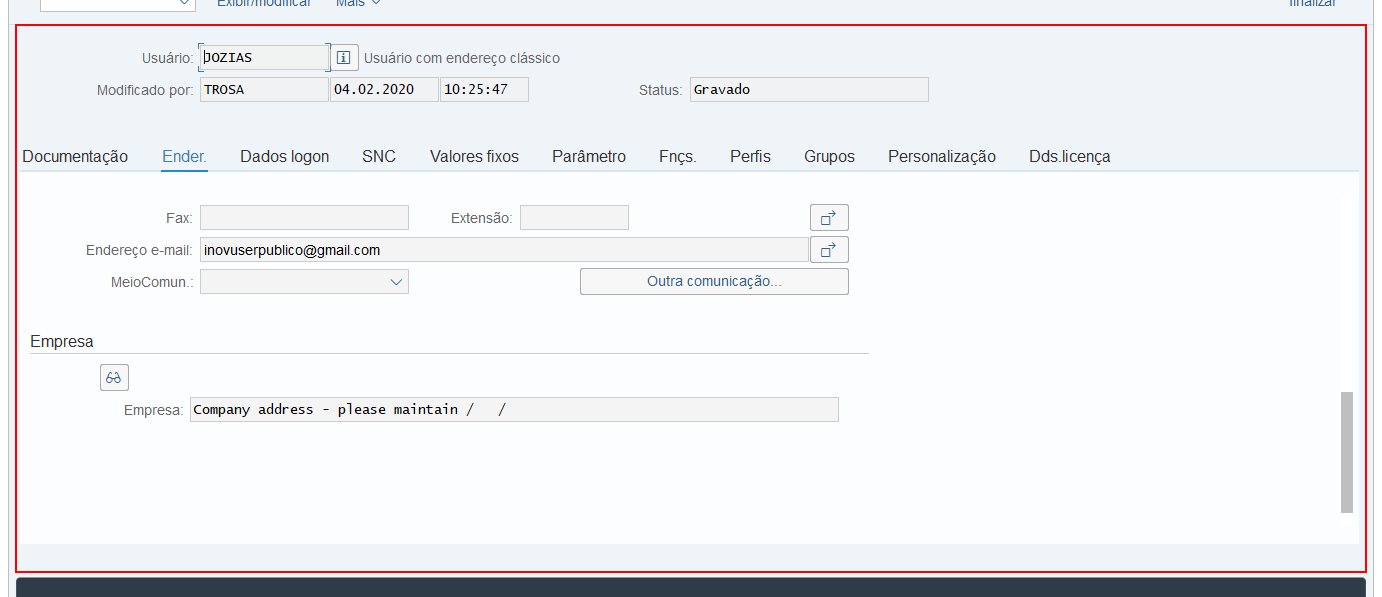 Exibir/modificar Mais finalizar
Usuário: JOZIAS Usuário com endereço clássico
Modificado por: TROSA 04.02.2020 10:25:47 Status: Gravado
Documentação Ender. Dados logon SNC Valores fixos Parâmetro Fnçs. Perfis Grupos Personalização Dds.licença
Fax: Extensão:
Endereço e-mail: inovuserpublico@gmail.com
MeioComun.: Outra comunicação...
Empresa
Empresa: Company address - please maintain / /